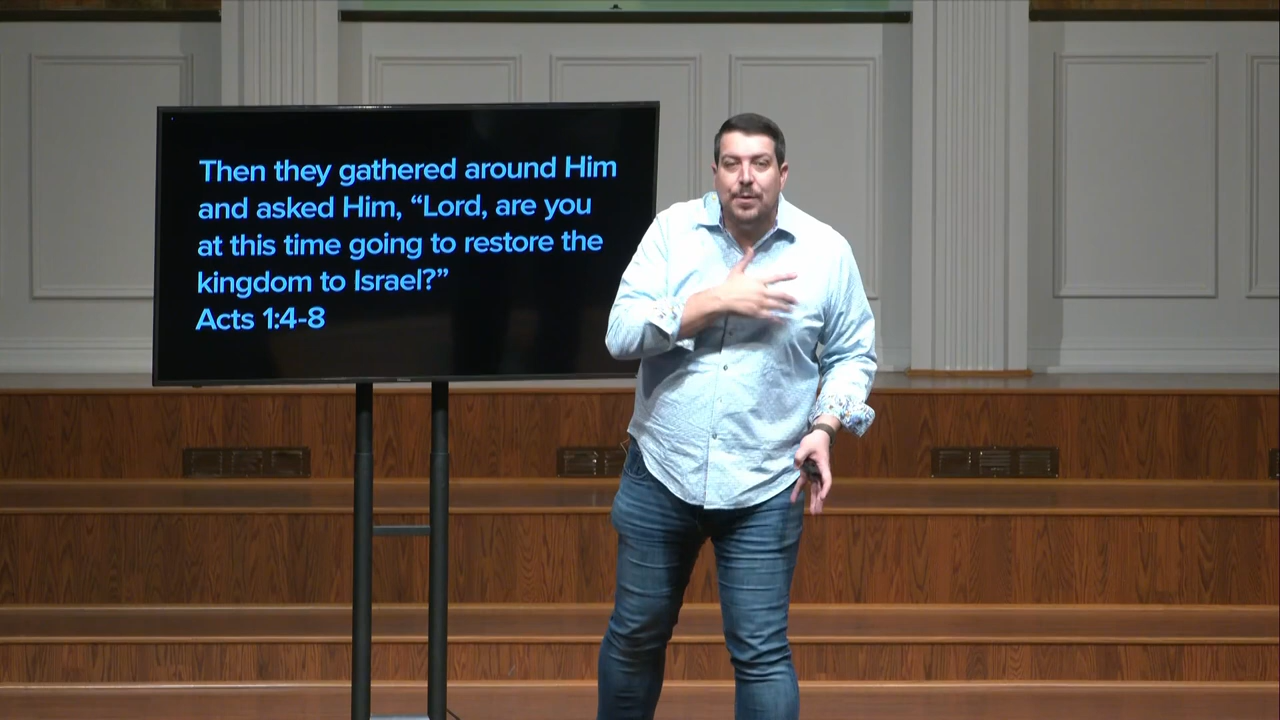 Then they gathered around Him
and asked Him, “Lord, are you
at this time going to restore the
kingdom to Israel?”
Acts 1:4-8